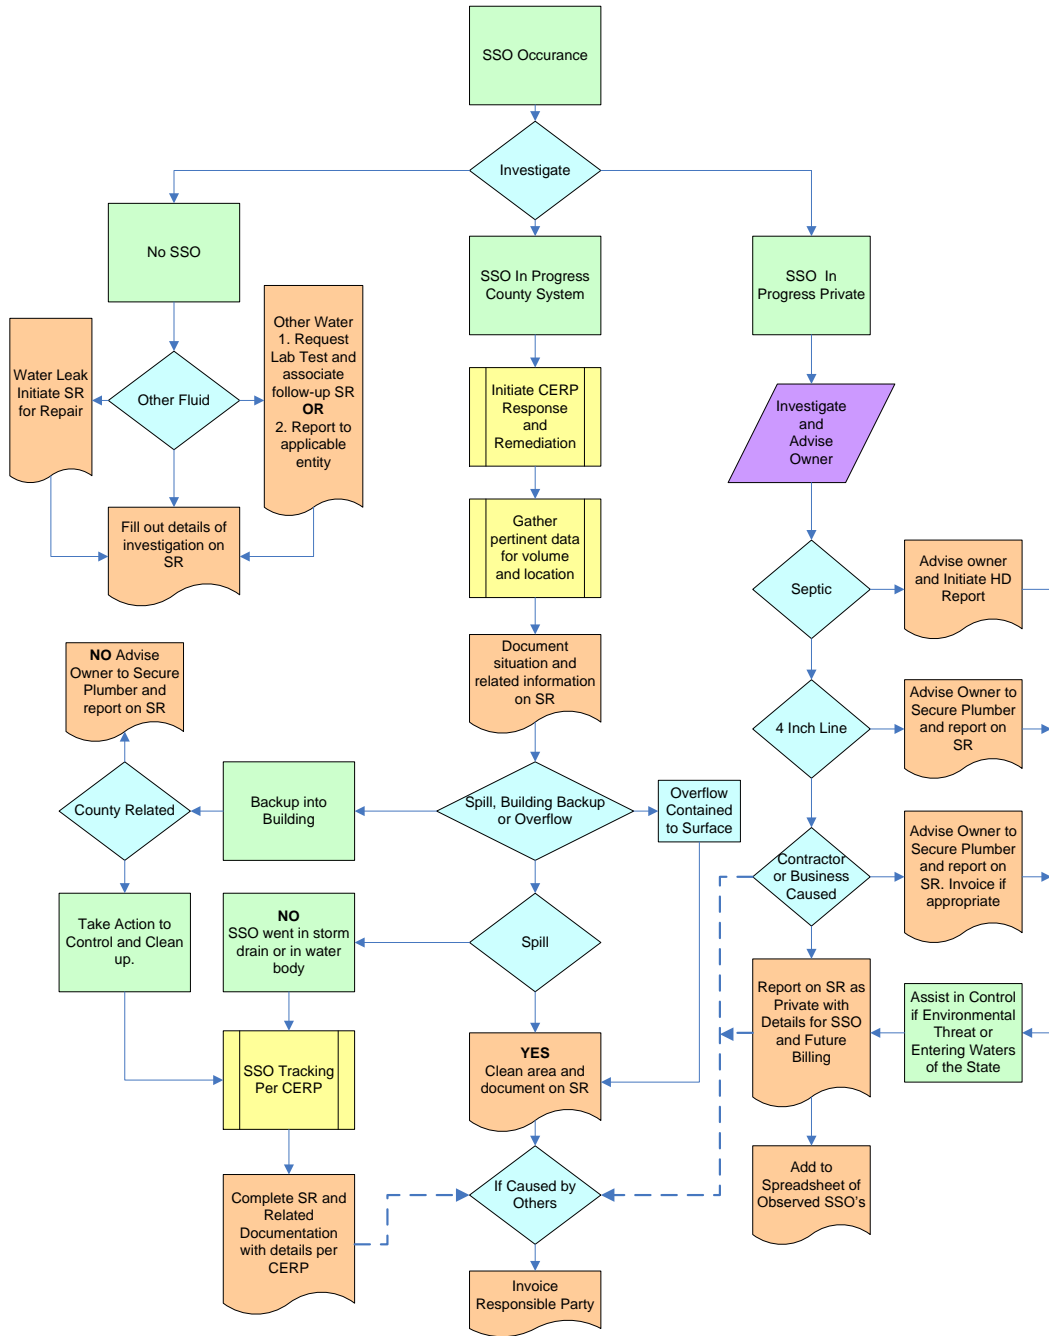 SSO Occurance
Investigate
No SSO
SSO In Progress
County System
SSO In
Progress Private
Water Leak
Initiate SR
for Repair
Other Fluid
Other Water
1. Request
Lab Test and
associate
follow-up SR
OR
2. Report to
applicable
entity
Initiate CERP
Response
and
Remediation
Investigate
and
Advise
Owner
Fill out details of
investigation on
SR
Gather
pertinent data
for volume
and location
Septic
Advise owner
and Initiate HD
Report
NO Advise
Owner to Secure
Plumber and
report on SR
Document
situation and
related information
on SR
4 Inch Line
Advise Owner to
Secure Plumber
and report on
SR
County Related
Backup into
Building
Spill, Building Backup
or Overflow
Overflow
Contained
to Surface
Contractor
or Business
Caused
Advise Owner to
Secure Plumber
and report on
SR. Invoice if
appropriate
Take Action to
Control and Clean
up.
NO
SSO went in storm
drain or in water
body
Spill
Report on SR as
Private with
Details for SSO
and Future
Billing
Assist in Control
if Environmental
Threat or
Entering Waters
of the State
SSO Tracking
Per CERP
YES
Clean area and
document on SR
Complete SR and
Related
Documentation
with details per
CERP
If Caused by
Others
Add to
Spreadsheet of
Observed SSO's
Invoice
Responsible Party